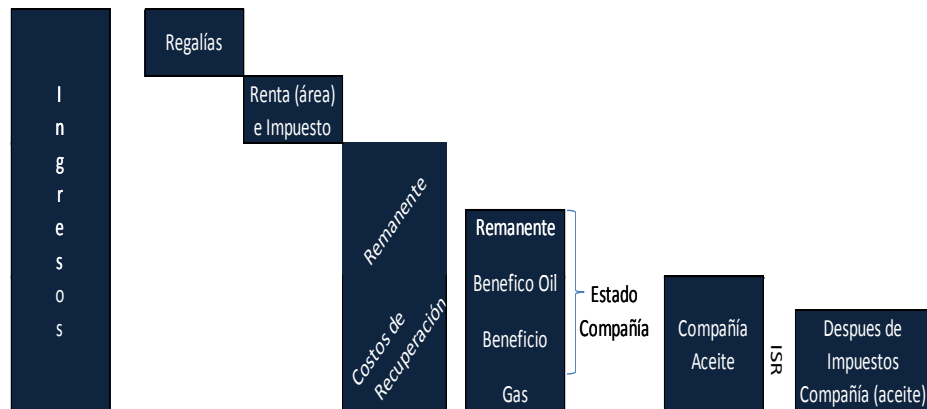 Ingresos
Regalías
Renta (área)
e Impuesto
Remanente
Costos de
Recuperación
Remanente
Benefico Oil
Beneficio
Gas
Estado
Compañía
Compañía
Aceite
ISR
Despues de
Impuestos
Compañía (aceite)